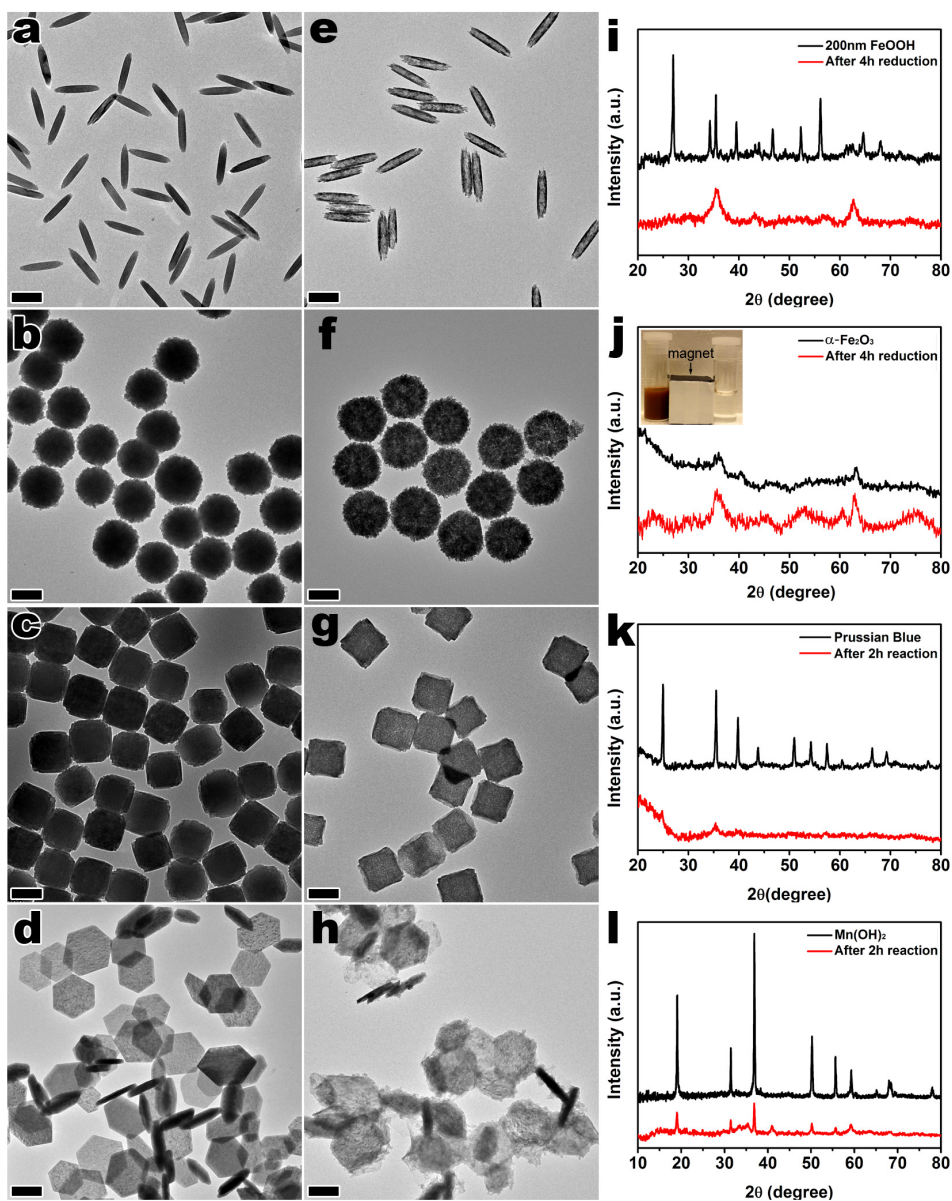 a
e
i
200nm FeOOH
After 4h reduction
Intensity (a.u.)
20 30 40 50 60 70 80
2θ (degree)
b
f
j
α-Fe₂O₃
After 4h reduction
magnet
Intensity (a.u.)
20 30 40 50 60 70 80
2θ (degree)
c
g
k
Prussian Blue
After 2h reaction
Intensity (a.u.)
20 30 40 50 60 70 80
2θ(degree)
d
h
l
Mn(OH)₂
After 2h reaction
Intensity (a.u.)
10 20 30 40 50 60 70 80
2θ (degree)